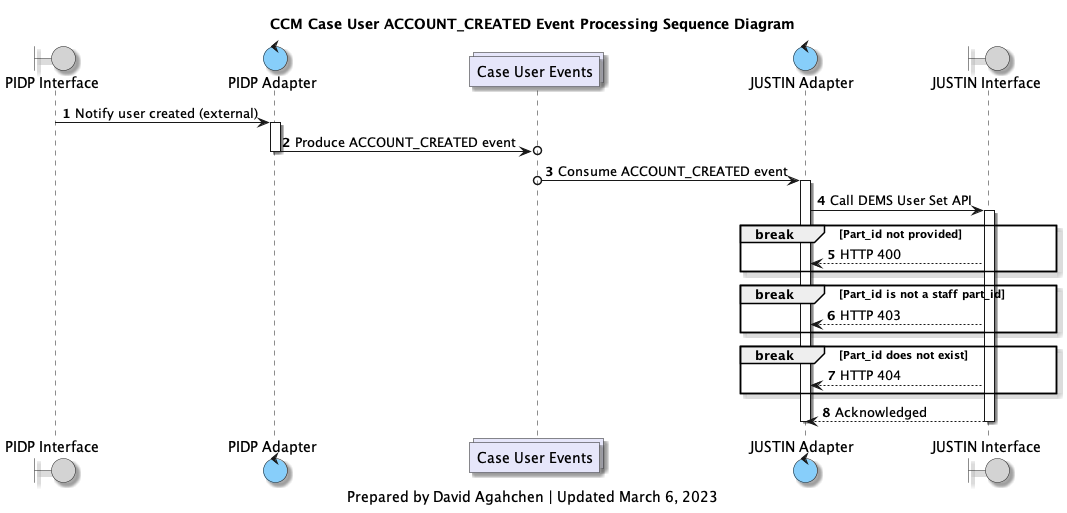 CCM Case User ACCOUNT_CREATED Event Processing Sequence Diagram
PIDP Interface
PIDP Adapter
Case User Events
JUSTIN Adapter
JUSTIN Interface
1 Notify user created (external)
2 Produce ACCOUNT_CREATED event
3 Consume ACCOUNT_CREATED event
4 Call DEMS User Set API
break [Part_id not provided]
5 HTTP 400
break [Part_id is not a staff part_id]
6 HTTP 403
break [Part_id does not exist]
7 HTTP 404
8 Acknowledged
PIDP Interface
PIDP Adapter
Case User Events
JUSTIN Adapter
JUSTIN Interface
Prepared by David Agahchen | Updated March 6, 2023